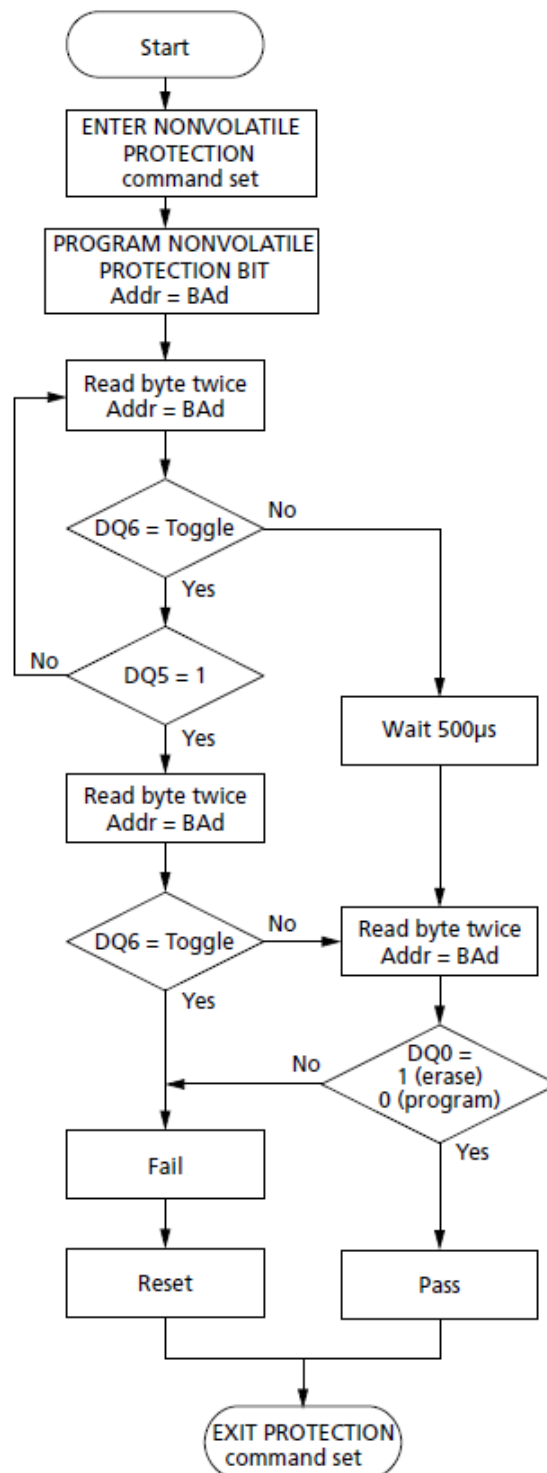 Start
ENTER NONVOLATILE
PROTECTION
command set
PROGRAM NONVOLATILE
PROTECTION BIT
Addr = BAd
Read byte twice
Addr = BAd
DQ6 = Toggle
No
Yes
DQ5 = 1
No
Yes
Wait 500µs
Read byte twice
Addr = BAd
DQ6 = Toggle
No
Yes
Read byte twice
Addr = BAd
DQ0 =
1 (erase)
0 (program)
No
Yes
Fail
Reset
Pass
EXIT PROTECTION
command set